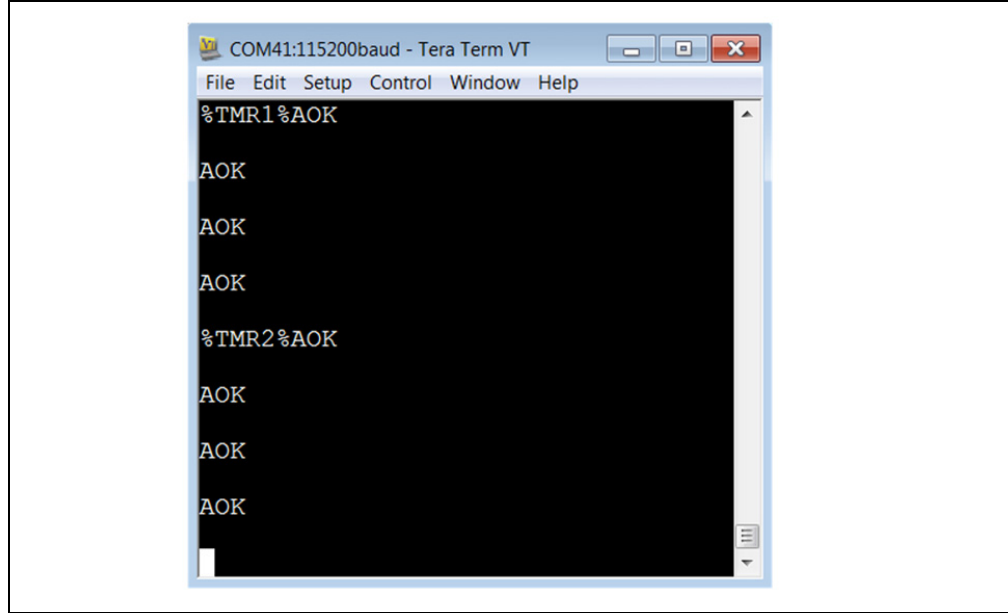 COM41:115200baud - Tera Term VT
File Edit Setup Control Window Help
%TMR1%AOK
AOK
AOK
AOK
%TMR2%AOK
AOK
AOK
AOK